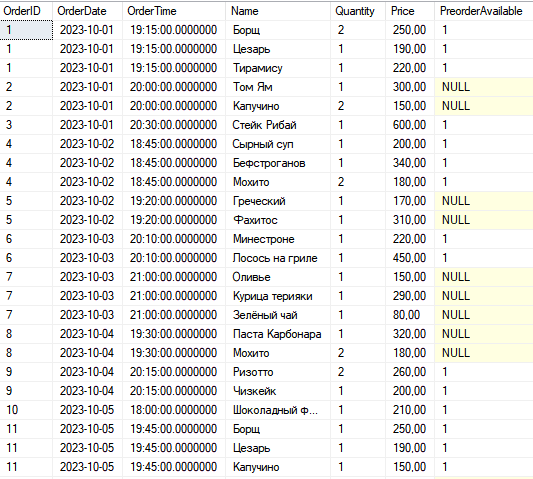 OrderID OrderDate OrderTime Name Quantity Price PreorderAvailable
1 2023-10-01 19:15:00.0000000 Борщ 2 250,00 1
1 2023-10-01 19:15:00.0000000 Цезарь 1 190,00 1
1 2023-10-01 19:15:00.0000000 Тирамису 1 220,00 1
2 2023-10-01 20:00:00.0000000 Том Ям 1 300,00 NULL
2 2023-10-01 20:00:00.0000000 Капучино 2 150,00 NULL
3 2023-10-01 20:30:00.0000000 Стейк Рибай 1 600,00 1
4 2023-10-02 18:45:00.0000000 Сырный суп 1 200,00 1
4 2023-10-02 18:45:00.0000000 Бефстроганов 1 340,00 1
4 2023-10-02 18:45:00.0000000 Мохито 2 180,00 1
5 2023-10-02 19:20:00.0000000 Греческий 1 170,00 NULL
5 2023-10-02 19:20:00.0000000 Фахитос 1 310,00 NULL
6 2023-10-03 20:10:00.0000000 Минестроне 1 220,00 1
6 2023-10-03 20:10:00.0000000 Лосось на гриле 1 450,00 1
7 2023-10-03 21:00:00.0000000 Оливье 1 150,00 NULL
7 2023-10-03 21:00:00.0000000 Курица терияки 1 290,00 NULL
7 2023-10-03 21:00:00.0000000 Зелёный чай 1 80,00 NULL
8 2023-10-04 19:30:00.0000000 Паста Карбонара 1 320,00 NULL
8 2023-10-04 19:30:00.0000000 Мохито 2 180,00 NULL
9 2023-10-04 20:15:00.0000000 Ризотто 2 260,00 1
9 2023-10-04 20:15:00.0000000 Чизкейк 1 200,00 1
10 2023-10-05 18:00:00.0000000 Шоколадный ф... 1 210,00 1
11 2023-10-05 19:45:00.0000000 Борщ 1 250,00 1
11 2023-10-05 19:45:00.0000000 Цезарь 1 190,00 1
11 2023-10-05 19:45:00.0000000 Капучино 1 150,00 1